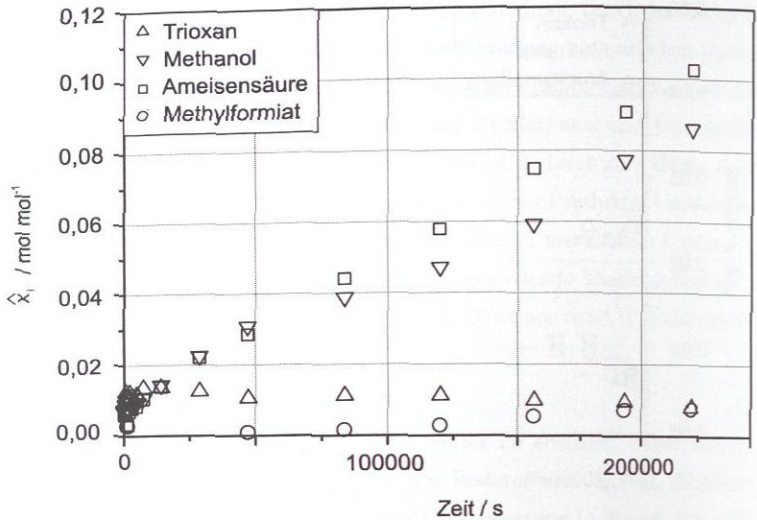 0,12
0,10
0,08
0,06
0,04
0,02
0,00
x̂ᵢ / mol mol⁻¹
△ Trioxan
▽ Methanol
□ Ameisensäure
○ Methylformiat
0
100000
200000
Zeit / s